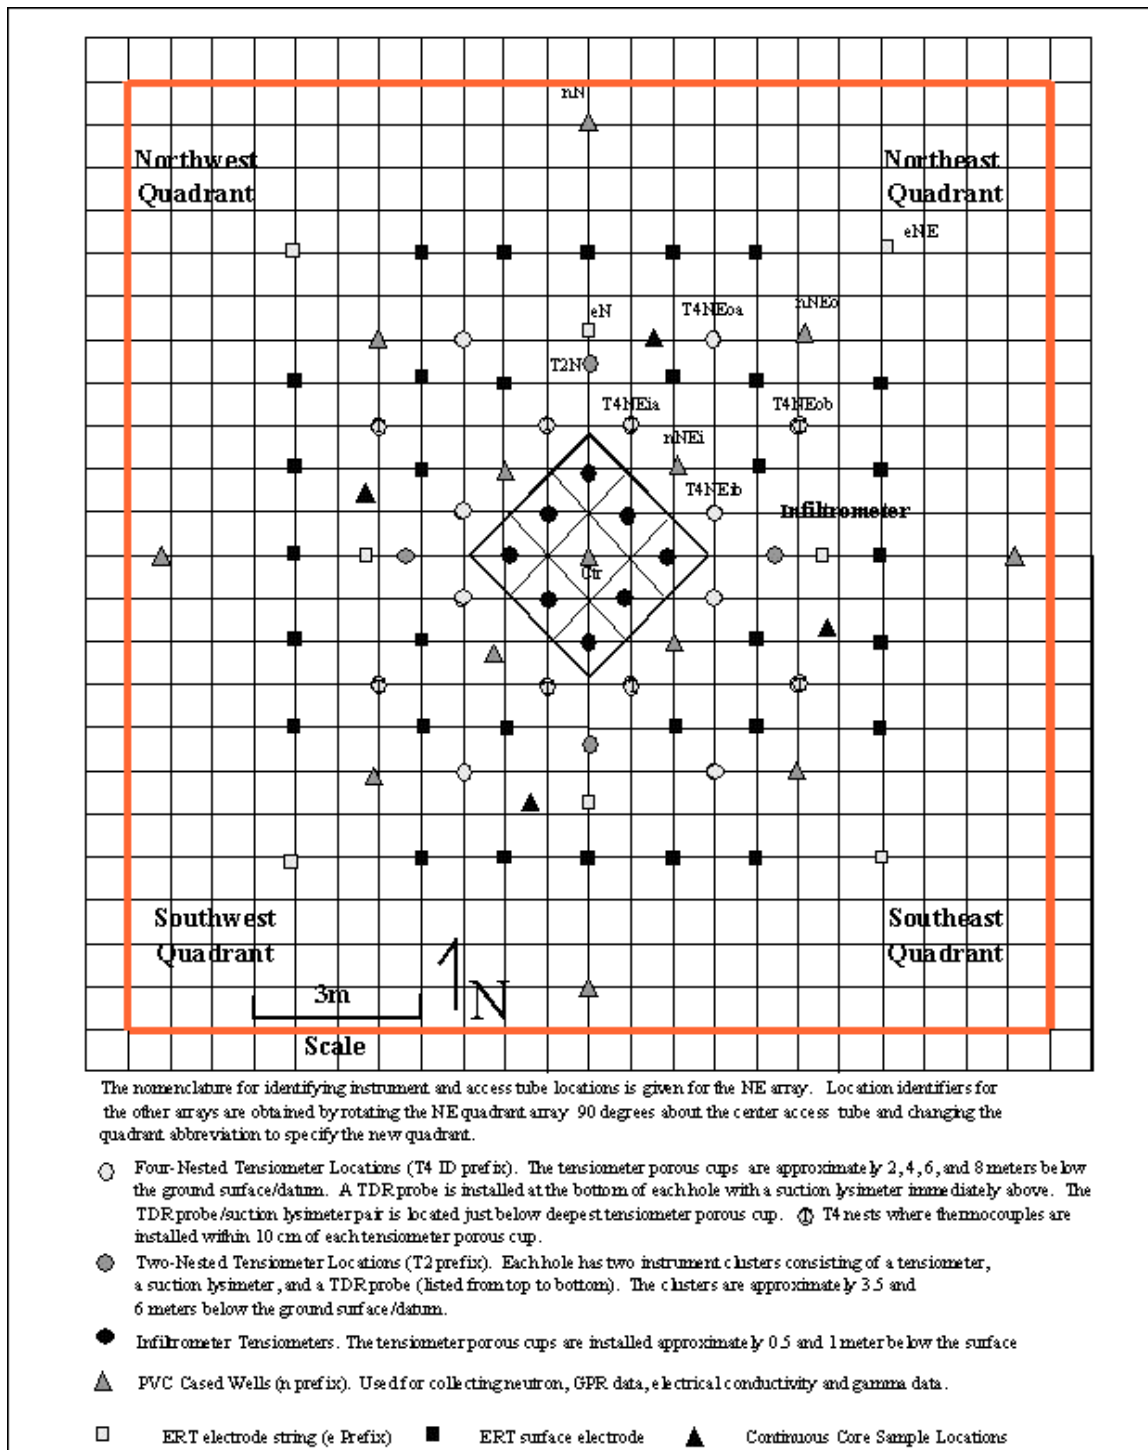 nN
Northwest
Quadrant
Northeast
Quadrant
eNE
eN
T4NEoa
nNEo
T2N
T4NEia
T4NEob
nNEi
T4NEib
Infiltrometer
Ctr
Southwest
Quadrant
Southeast
Quadrant
3m
N
Scale
The nomenclature for identifying instrument and access tube locations is given for the NE array. Location identifiers for
the other arrays are obtained by rotating the NE quadrant array 90 degrees about the center access tube and changing the
quadrant abbreviation to specify the new quadrant.
Four-Nested Tensiometer Locations (T4 ID prefix). The tensiometer porous cups are approximately 2, 4, 6, and 8 meters below
the ground surface/datum. A TDR probe is installed at the bottom of each hole with a suction lysimeter immediately above. The
TDR probe/suction lysimeter pair is located just below deepest tensiometer porous cup. T4 nests where thermocouples are
installed within 10 cm of each tensiometer porous cup.
Two-Nested Tensiometer Locations (T2 prefix). Each hole has two instrument clusters consisting of a tensiometer,
a suction lysimeter, and a TDR probe (listed from top to bottom). The clusters are approximately 3.5 and
6 meters below the ground surface/datum.
Infiltrometer Tensiometers. The tensiometer porous cups are installed approximately 0.5 and 1 meter below the surface
PVC Cased Wells (n prefix). Used for collecting neutron, GPR data, electrical conductivity and gamma data.
ERT electrode string (e Prefix) ERT surface electrode Continuous Core Sample Locations